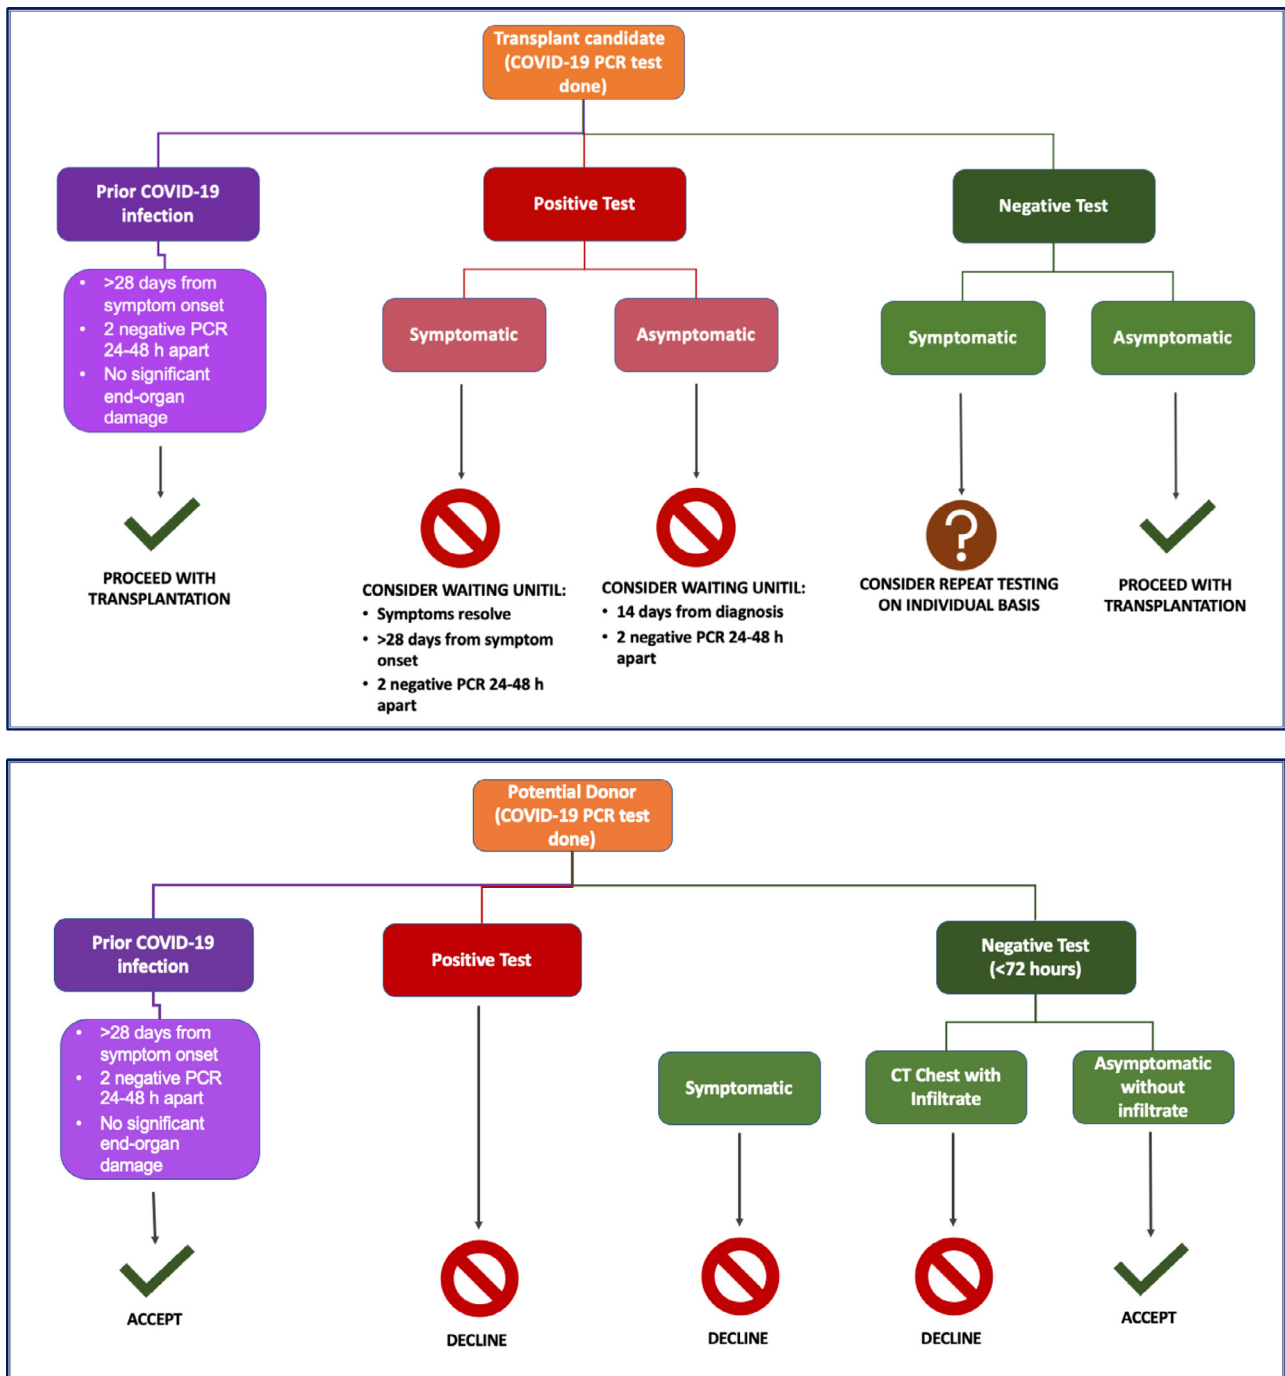 Transplant candidate
(COVID-19 PCR test
done)
Prior COVID-19
infection
Positive Test
Negative Test
• >28 days from
symptom onset
• 2 negative PCR
24-48 h apart
• No significant
end-organ
damage
Symptomatic
Asymptomatic
Symptomatic
Asymptomatic
PROCEED WITH
TRANSPLANTATION
CONSIDER WAITING UNITIL:
• Symptoms resolve
• >28 days from symptom
onset
• 2 negative PCR 24-48 h
apart
CONSIDER WAITING UNITIL:
• 14 days from diagnosis
• 2 negative PCR 24-48 h
apart
?
CONSIDER REPEAT TESTING
ON INDIVIDUAL BASIS
PROCEED WITH
TRANSPLANTATION
Potential Donor
(COVID-19 PCR test
done)
Prior COVID-19
infection
Positive Test
Negative Test
(<72 hours)
• >28 days from
symptom onset
• 2 negative PCR
24-48 h apart
• No significant
end-organ
damage
Symptomatic
CT Chest with
Infiltrate
Asymptomatic
without
infiltrate
ACCEPT
DECLINE
DECLINE
DECLINE
ACCEPT